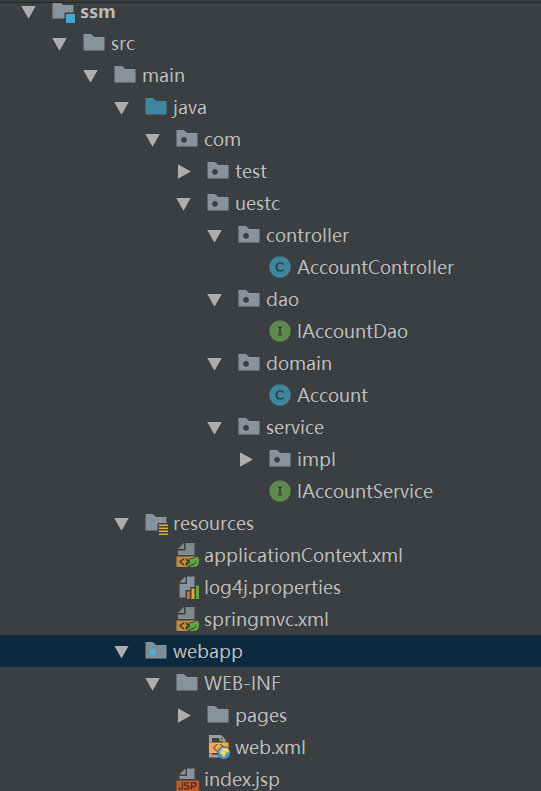 ssm
src
main
java
com
test
uestc
controller
C AccountController
dao
I IAccountDao
domain
C Account
service
impl
I IAccountService
resources
applicationContext.xml
log4j.properties
springmvc.xml
webapp
WEB-INF
pages
web.xml
JSP index.jsp